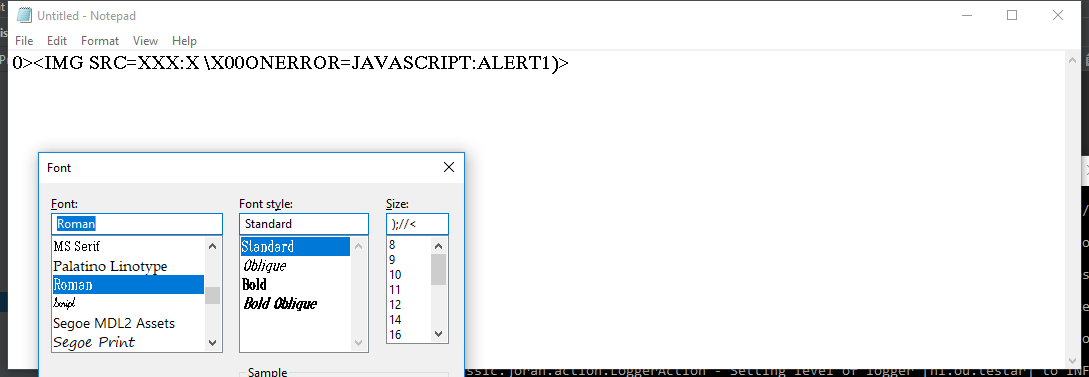 Untitled - Notepad
File Edit Format View Help
0><IMG SRC=XXX:X \X00ONERROR=JAVASCRIPT:ALERT1)>
Font
Font: Font style: Size:
Roman Standard );//<
MS Serif Standard 8
Palatino Linotype Oblique 9
Roman Bold 10
Script Bold Oblique 11
Segoe MDL2 Assets 12
Segoe Print 14
16
Sample
ssic.joran.action.LoggerAction - Setting level of logger [nl.ou.testar] to INF